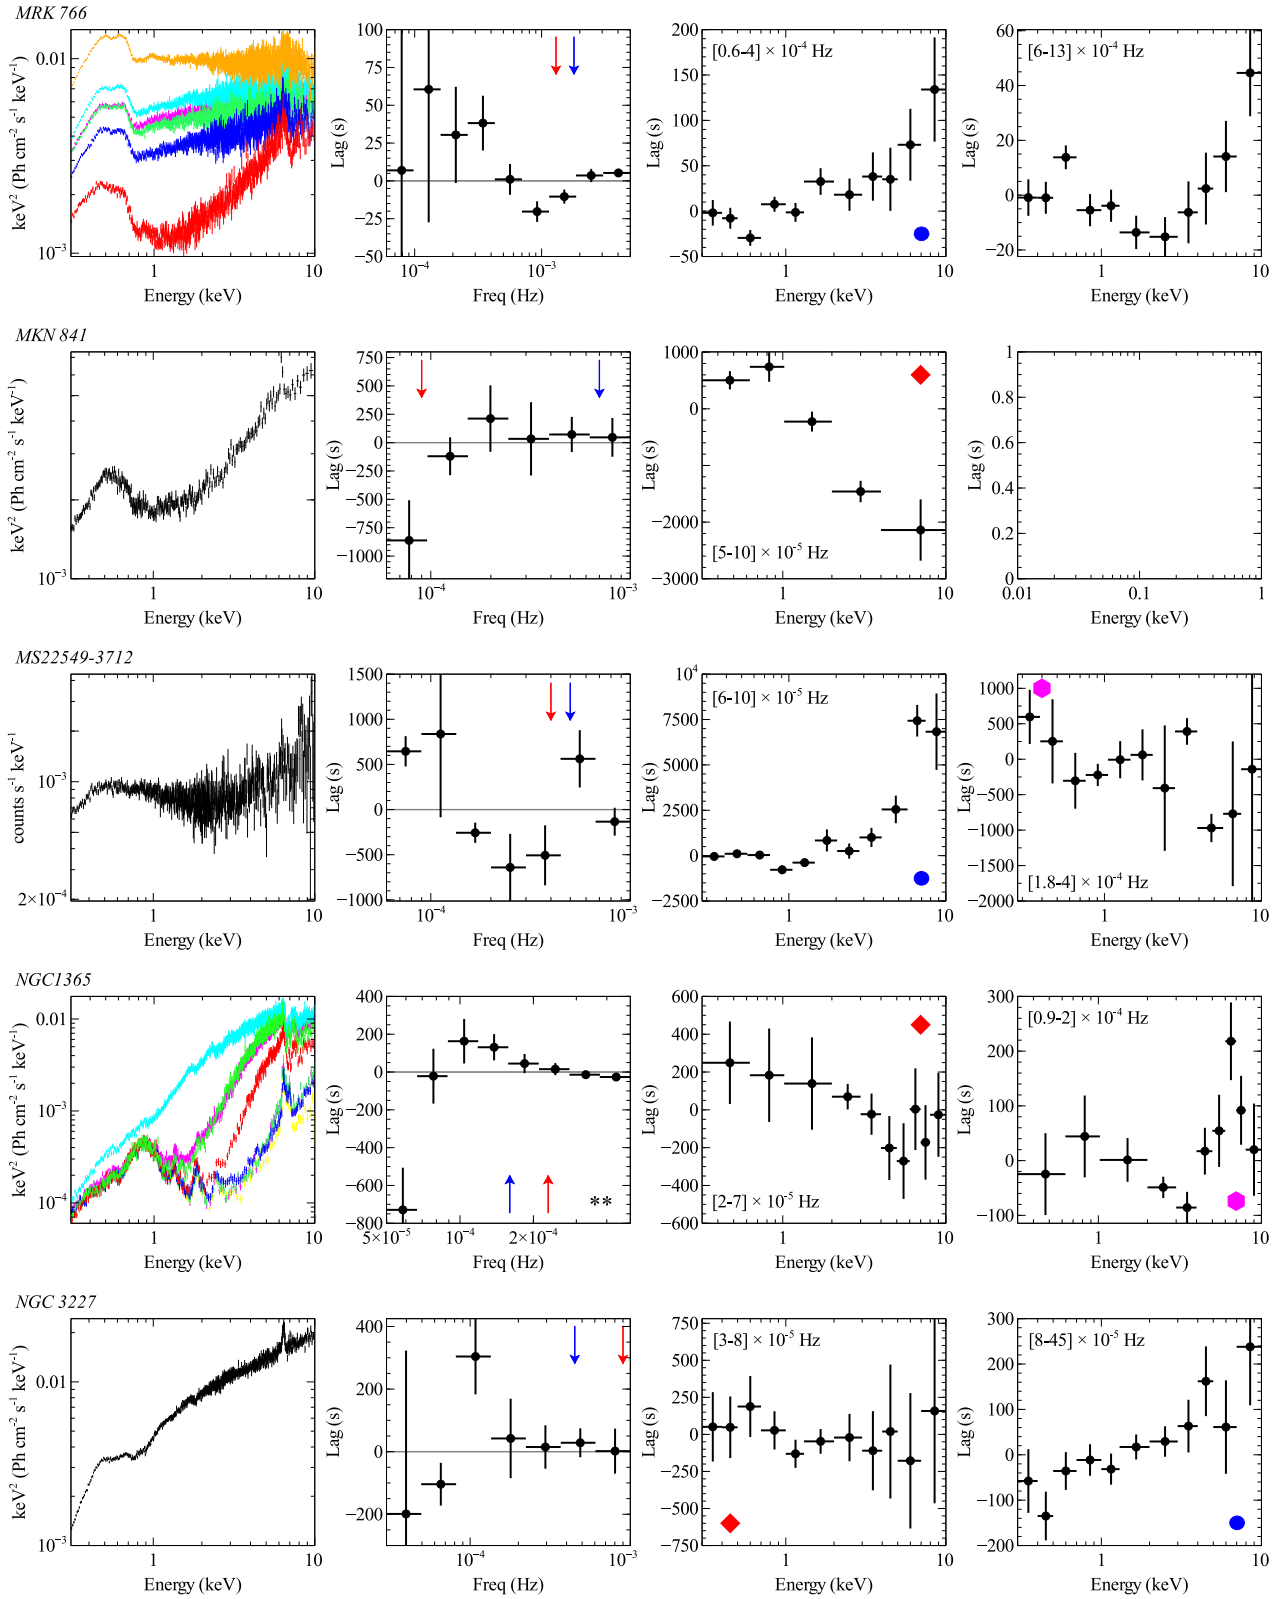 MRK 766
keV² (Ph cm⁻² s⁻¹ keV⁻¹)
0.01
10⁻³
1
10
Energy (keV)
Lag (s)
100
75
50
25
0
−25
−50
10⁻⁴
10⁻³
Freq (Hz)
Lag (s)
[0.6-4] × 10⁻⁴ Hz
200
150
100
50
0
−50
1
10
Energy (keV)
Lag (s)
[6-13] × 10⁻⁴ Hz
60
40
20
0
−20
1
10
Energy (keV)
MKN 841
keV² (Ph cm⁻² s⁻¹ keV⁻¹)
10⁻³
1
10
Energy (keV)
Lag (s)
750
500
250
0
−250
−500
−750
−1000
10⁻⁴
10⁻³
Freq (Hz)
Lag (s)
1000
0
−2000
−3000
[5-10] × 10⁻⁵ Hz
1
10
Energy (keV)
Lag (s)
1
0.8
0.6
0.4
0.2
0
0.01
0.1
1
Energy (keV)
MS22549-3712
counts s⁻¹ keV⁻¹
10⁻³
2×10⁻⁴
1
10
Energy (keV)
Lag (s)
1500
1000
500
0
−500
−1000
10⁻⁴
10⁻³
Freq (Hz)
Lag (s)
[6-10] × 10⁻⁵ Hz
10⁴
7500
5000
2500
0
−2500
1
10
Energy (keV)
Lag (s)
1000
500
0
−500
−1000
−1500
−2000
[1.8-4] × 10⁻⁴ Hz
1
10
Energy (keV)
NGC1365
keV² (Ph cm⁻² s⁻¹ keV⁻¹)
0.01
10⁻³
10⁻⁴
1
10
Energy (keV)
Lag (s)
400
200
0
−200
−400
−600
−800
**
5×10⁻⁵
10⁻⁴
2×10⁻⁴
Freq (Hz)
Lag (s)
600
400
200
0
−200
−400
−600
[2-7] × 10⁻⁵ Hz
1
10
Energy (keV)
Lag (s)
[0.9-2] × 10⁻⁴ Hz
300
200
100
0
−100
1
10
Energy (keV)
NGC 3227
keV² (Ph cm⁻² s⁻¹ keV⁻¹)
0.01
10⁻³
1
10
Energy (keV)
Lag (s)
400
200
0
−200
10⁻⁴
10⁻³
Freq (Hz)
Lag (s)
[3-8] × 10⁻⁵ Hz
750
500
250
0
−250
−500
−750
1
10
Energy (keV)
Lag (s)
[8-45] × 10⁻⁵ Hz
300
200
100
0
−100
−200
1
10
Energy (keV)